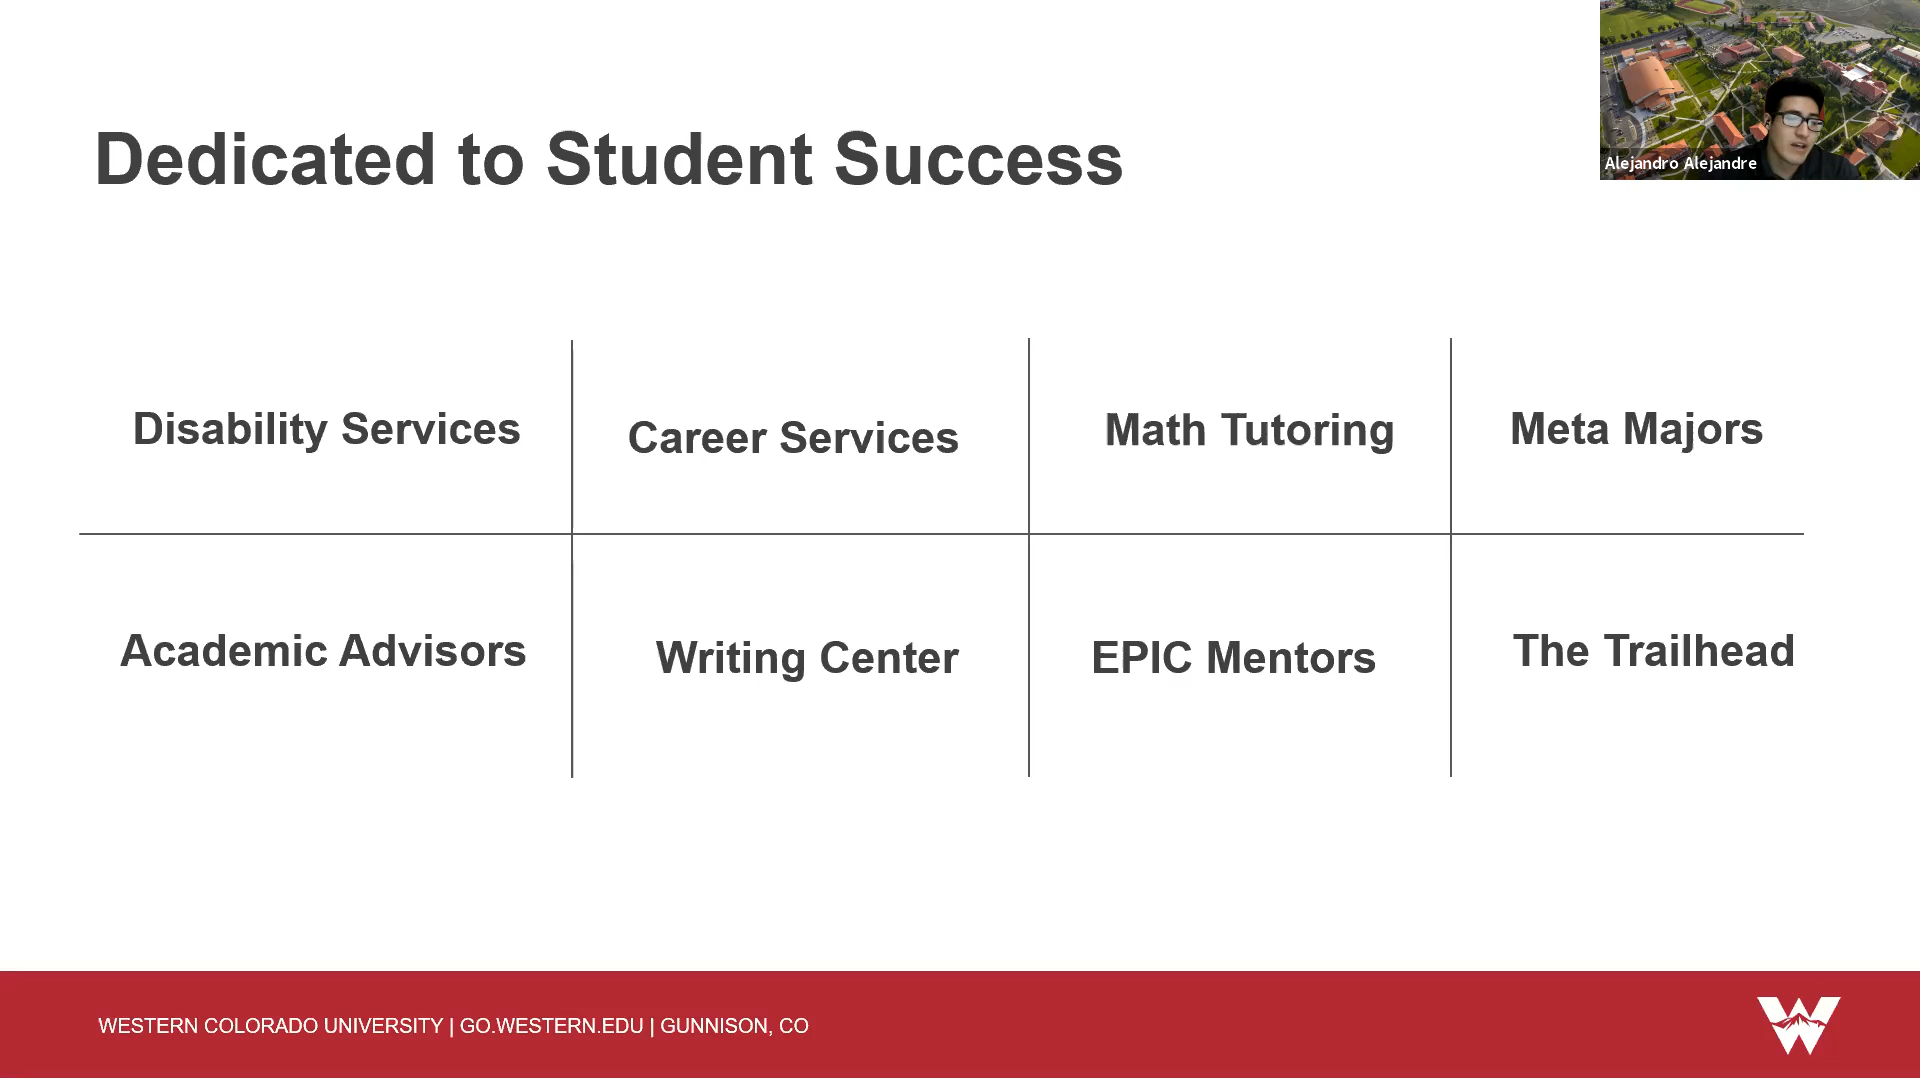 Alejandro Alejandre
Dedicated to Student Success
Disability Services
Career Services
Math Tutoring
Meta Majors
Academic Advisors
Writing Center
EPIC Mentors
The Trailhead
WESTERN COLORADO UNIVERSITY | GO.WESTERN.EDU | GUNNISON, CO
W